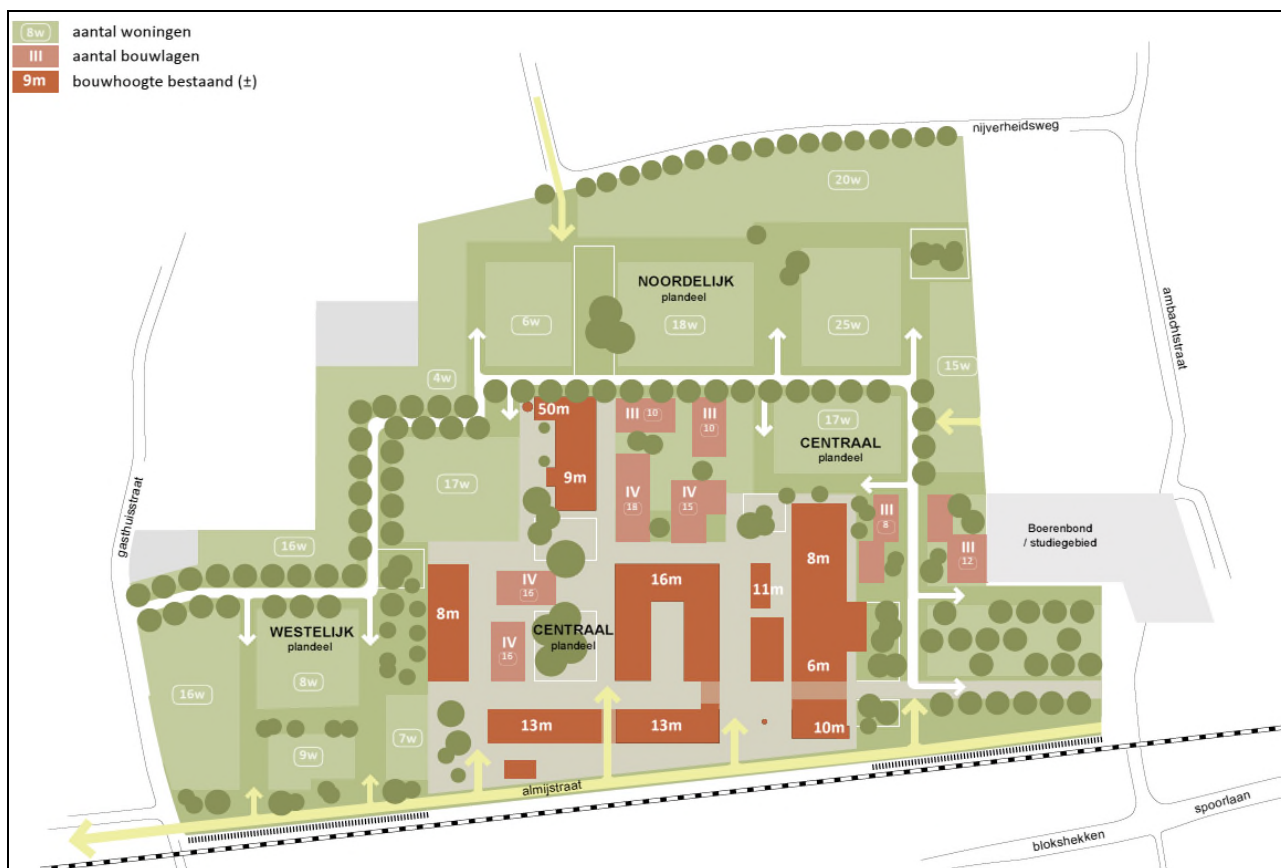 8w aantal woningen
III aantal bouwlagen
9m bouwhoogte bestaand (±)
nijverheidsweg
20w
NOORDELIJK
plandeel
6w
18w
25w
ambachtstraat
4w
15w
50m
III 10
III
10
17w
CENTRAAL
plandeel
17w
9m
IV
18
IV
15
gasthuisstraat
III
8
Boerenbond
/ studiegebied
16w
III
12
8m
16m
11m
8m
IV
16
WESTELIJK
plandeel
CENTRAAL
plandeel
IV
16
6m
8w
16w
7w
13m
13m
10m
9w
almijstraat
spoorlaan
blokshekken